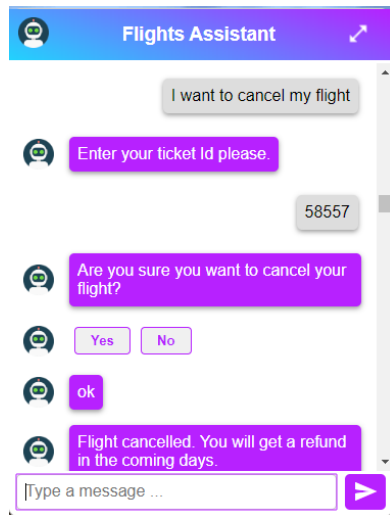 Flights Assistant
I want to cancel my flight
Enter your ticket Id please.
58557
Are you sure you want to cancel your
flight?
Yes No
ok
Flight cancelled. You will get a refund
in the coming days.
Type a message ...